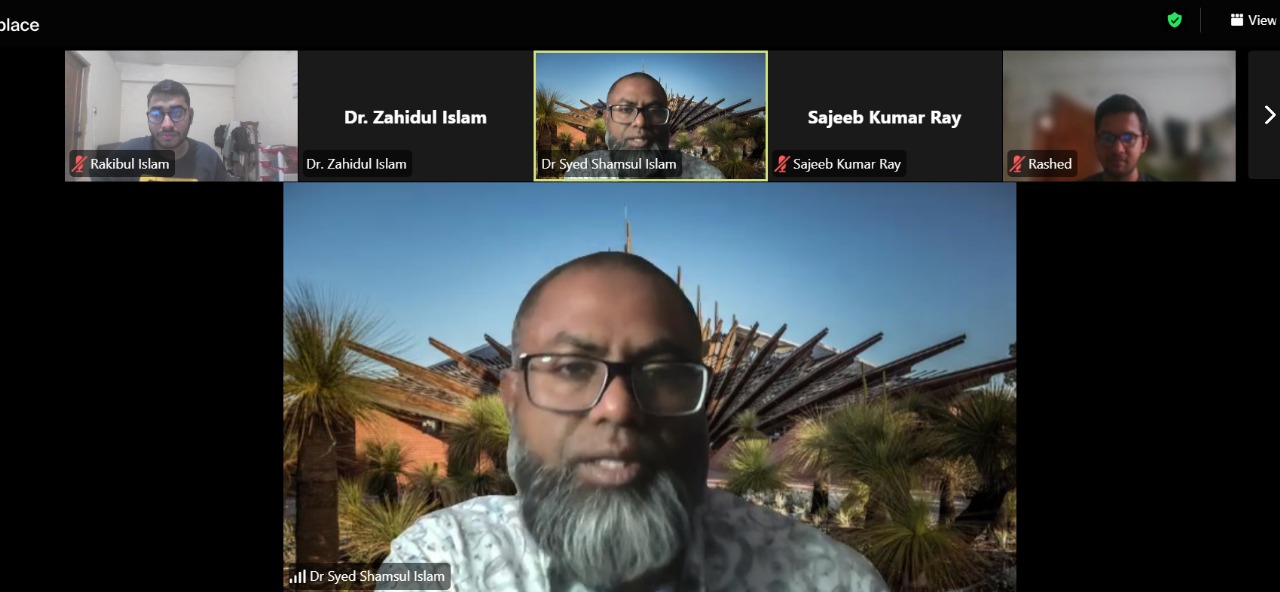 place
View
Dr. Zahidul Islam
Sajeeb Kumar Ray
Rakibul Islam
Dr. Zahidul Islam
Dr Syed Shamsul Islam
Sajeeb Kumar Ray
Rashed
Dr Syed Shamsul Islam